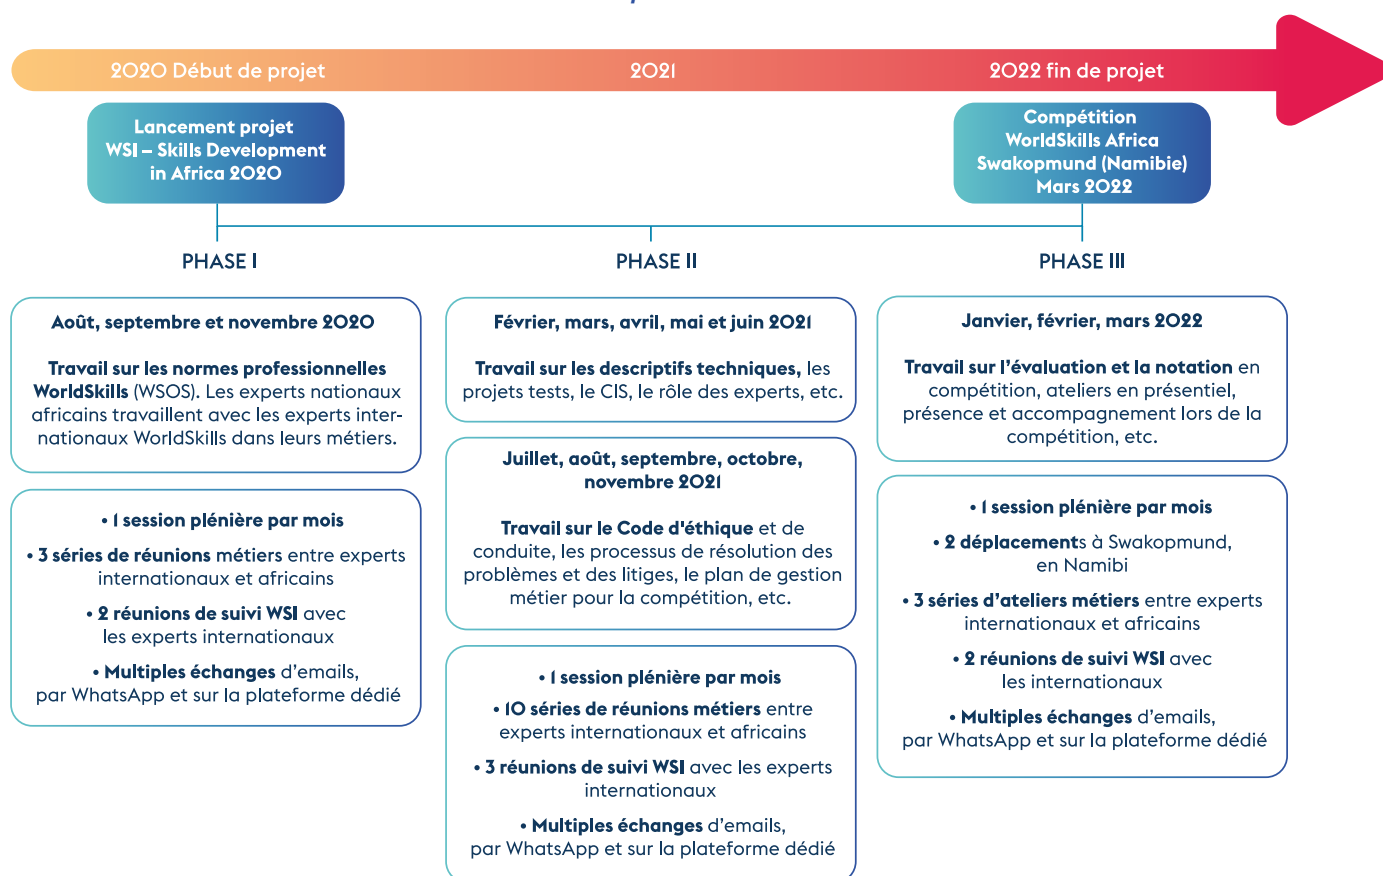 2020 Début de projet
2021
2022 fin de projet
Lancement projet
WSI – Skills Development
in Africa 2020
Compétition
WorldSkills Africa
Swakopmund (Namibie)
Mars 2022
PHASE I
PHASE II
PHASE III
Août, septembre et novembre 2020
Travail sur les normes professionnelles
WorldSkills (WSOS). Les experts nationaux
africains travaillent avec les experts inter-
nationaux WorldSkills dans leurs métiers.
• 1 session plénière par mois
• 3 séries de réunions métiers entre experts
internationaux et africains
• 2 réunions de suivi WSI avec
les experts internationaux
• Multiples échanges d'emails,
par WhatsApp et sur la plateforme dédié
Février, mars, avril, mai et juin 2021
Travail sur les descriptifs techniques, les
projets tests, le CIS, le rôle des experts, etc.
Juillet, août, septembre, octobre,
novembre 2021
Travail sur le Code d'éthique et de
conduite, les processus de résolution des
problèmes et des litiges, le plan de gestion
métier pour la compétition, etc.
• 1 session plénière par mois
• 10 séries de réunions métiers entre
experts internationaux et africains
• 3 réunions de suivi WSI avec les experts
internationaux
• Multiples échanges d'emails,
par WhatsApp et sur la plateforme dédié
Janvier, février, mars 2022
Travail sur l'évaluation et la notation en
compétition, ateliers en présentiel,
présence et accompagnement lors de la
compétition, etc.
• 1 session plénière par mois
• 2 déplacements à Swakopmund,
en Namibi
• 3 séries d'ateliers métiers entre experts
internationaux et africains
• 2 réunions de suivi WSI avec
les internationaux
• Multiples échanges d'emails,
par WhatsApp et sur la plateforme dédié